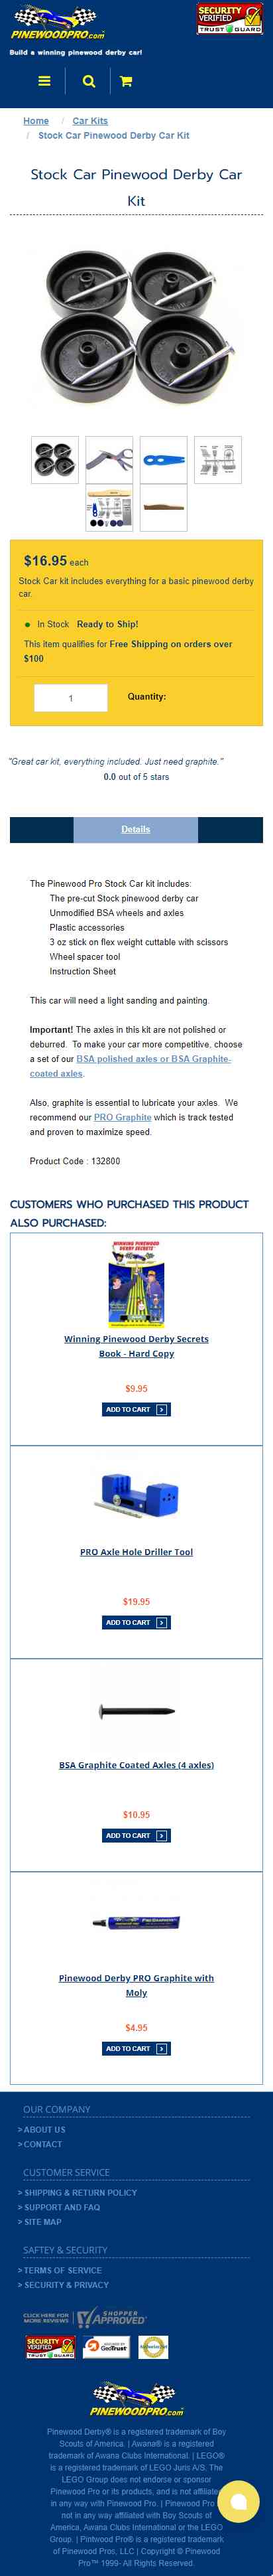 PINEWOODPRO.com
SECURITY
VERIFIED
TRUST GUARD
Build a winning pinewood derby car!
Home / Car Kits
/ Stock Car Pinewood Derby Car Kit
Stock Car Pinewood Derby Car
Kit
$16.95 each
Stock Car kit includes everything for a basic pinewood derby
car.
In Stock Ready to Ship!
This item qualifies for Free Shipping on orders over
$100
1 Quantity:
"Great car kit, everything included. Just need graphite."
0.0 out of 5 stars
Details
The Pinewood Pro Stock Car kit includes:
The pre-cut Stock pinewood derby car
Unmodified BSA wheels and axles
Plastic accessories
3 oz stick on flex weight cuttable with scissors
Wheel spacer tool
Instruction Sheet
This car will need a light sanding and painting.
Important! The axles in this kit are not polished or
deburred. To make your car more competitive, choose
a set of our BSA polished axles or BSA Graphite-
coated axles.
Also, graphite is essential to lubricate your axles. We
recommend our PRO Graphite which is track tested
and proven to maximize speed.
Product Code : 132800
CUSTOMERS WHO PURCHASED THIS PRODUCT
ALSO PURCHASED:
WINNING PINEWOOD
DERBY SECRETS
Winning Pinewood Derby Secrets
Book - Hard Copy
$9.95
ADD TO CART
PRO Axle Hole Driller Tool
$19.95
ADD TO CART
BSA Graphite Coated Axles (4 axles)
$10.95
ADD TO CART
Pinewood Derby PRO Graphite with
Moly
$4.95
ADD TO CART
OUR COMPANY
> ABOUT US
> CONTACT
CUSTOMER SERVICE
> SHIPPING & RETURN POLICY
> SUPPORT AND FAQ
> SITE MAP
SAFTEY & SECURITY
> TERMS OF SERVICE
> SECURITY & PRIVACY
CLICK HERE FOR
MORE REVIEWS
SHOPPER
APPROVED
SECURITY
VERIFIED
TRUST GUARD
GeoTrust
PINEWOODPRO.com
Pinewood Derby® is a registered trademark of Boy
Scouts of America. | Awana® is a registered
trademark of Awana Clubs International. | LEGO®
is a registered trademark of LEGO Juris A/S. The
LEGO Group does not endorse or sponsor
Pinewood Pro or its products, and is not affiliated
in any way with Pinewood Pro. | Pinewood Pro is
not in any way affiliated with Boy Scouts of
America, Awana Clubs International or the LEGO
Group. | Pintwood Pro® is a registered trademark
of Pinewood Pros, LLC | Copyright © Pinewood
Pro™ 1999- All Rights Reserved.